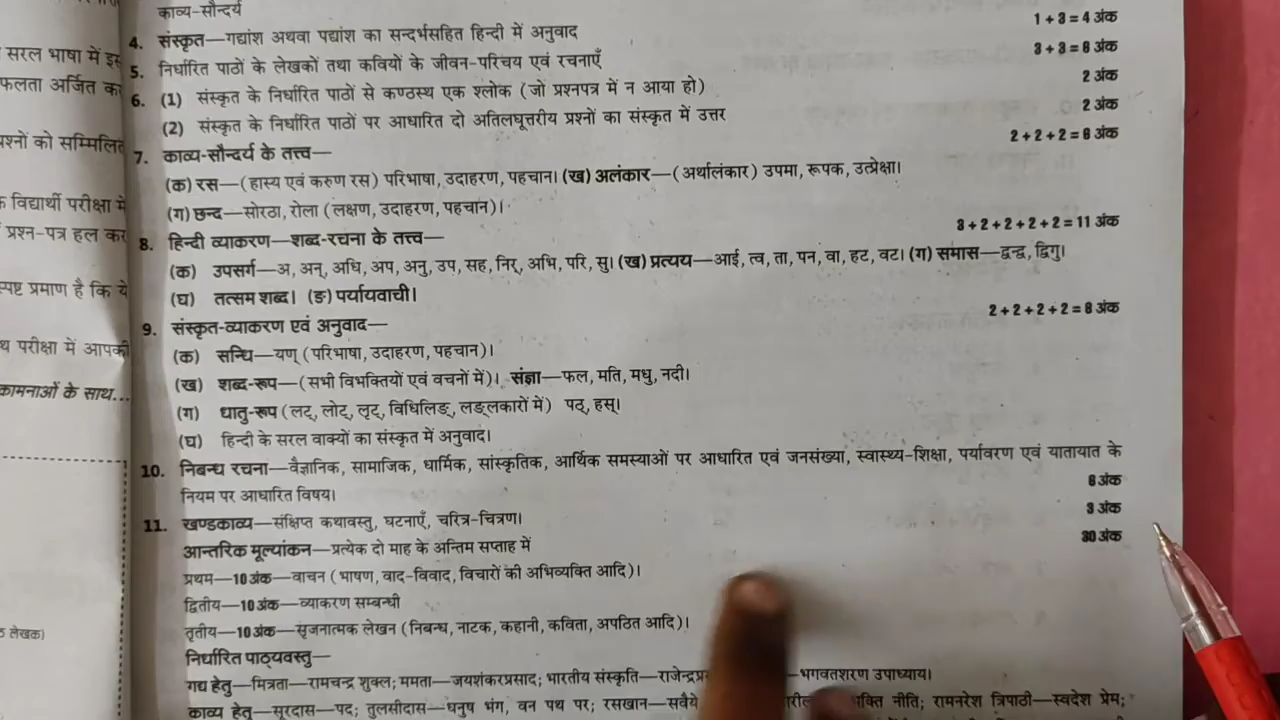 काव्य-सौन्दर्य
1 + 3 = 4 अंक
4. संस्कृत—गद्यांश अथवा पद्यांश का सन्दर्भसहित हिन्दी में अनुवाद
3 + 3 = 6 अंक
5. निर्धारित पाठों के लेखकों तथा कवियों के जीवन-परिचय एवं रचनाएँ
2 अंक
6. (1) संस्कृत के निर्धारित पाठों से कण्ठस्थ एक श्लोक (जो प्रश्नपत्र में न आया हो)
2 अंक
(2) संस्कृत के निर्धारित पाठों पर आधारित दो अतिलघूत्तरीय प्रश्नों का संस्कृत में उत्तर
2 + 2 + 2 = 6 अंक
7. काव्य-सौन्दर्य के तत्त्व—
(क) रस—(हास्य एवं करुण रस) परिभाषा, उदाहरण, पहचान। (ख) अलंकार—(अर्थालंकार) उपमा, रूपक, उत्प्रेक्षा।
(ग) छन्द—सोरठा, रोला (लक्षण, उदाहरण, पहचान)।
3 + 2 + 2 + 2 + 2 = 11 अंक
8. हिन्दी व्याकरण—शब्द-रचना के तत्त्व—
(क) उपसर्ग—अ, अन्, अधि, अप, अनु, उप, सह, निर्, अभि, परि, सु। (ख) प्रत्यय—आई, त्व, ता, पन, वा, हट, वट। (ग) समास—द्वन्द्व, द्विगु।
(घ) तत्सम शब्द। (ङ) पर्यायवाची।
2 + 2 + 2 + 2 = 8 अंक
9. संस्कृत-व्याकरण एवं अनुवाद—
(क) सन्धि—यण् (परिभाषा, उदाहरण, पहचान)।
(ख) शब्द-रूप—(सभी विभक्तियों एवं वचनों में)। संज्ञा—फल, मति, मधु, नदी।
(ग) धातु-रूप (लट्, लोट्, लृट्, विधिलिङ्, लङ्लकारों में) पठ्, हस्।
(घ) हिन्दी के सरल वाक्यों का संस्कृत में अनुवाद।
10. निबन्ध रचना—वैज्ञानिक, सामाजिक, धार्मिक, सांस्कृतिक, आर्थिक समस्याओं पर आधारित एवं जनसंख्या, स्वास्थ्य-शिक्षा, पर्यावरण एवं यातायात के
नियम पर आधारित विषय।
6 अंक
11. खण्डकाव्य—संक्षिप्त कथावस्तु, घटनाएँ, चरित्र-चित्रण।
3 अंक
आन्तरिक मूल्यांकन—प्रत्येक दो माह के अन्तिम सप्ताह में
30 अंक
प्रथम—10 अंक—वाचन (भाषण, वाद-विवाद, विचारों की अभिव्यक्ति आदि)।
द्वितीय—10 अंक—व्याकरण सम्बन्धी
तृतीय—10 अंक—सृजनात्मक लेखन (निबन्ध, नाटक, कहानी, कविता, अपठित आदि)।
निर्धारित पाठ्यवस्तु—
गद्य हेतु—मित्रता—रामचन्द्र शुक्ल; ममता—जयशंकरप्रसाद; भारतीय संस्कृति— —भगवतशरण उपाध्याय।
काव्य हेतु—सूरदास—पद; तुलसीदास—धनुष भंग, वन पथ पर; रसखान—सवैये नीति; रामनरेश त्रिपाठी—स्वदेश प्रेम;
सरल भाषा में
फलता अर्जित
को सम्मिलित
विद्यार्थी परीक्षा में
प्रश्न-पत्र हल कर
प्रमाण है कि ये
परीक्षा में आपकी
के साथ...
लेखक)